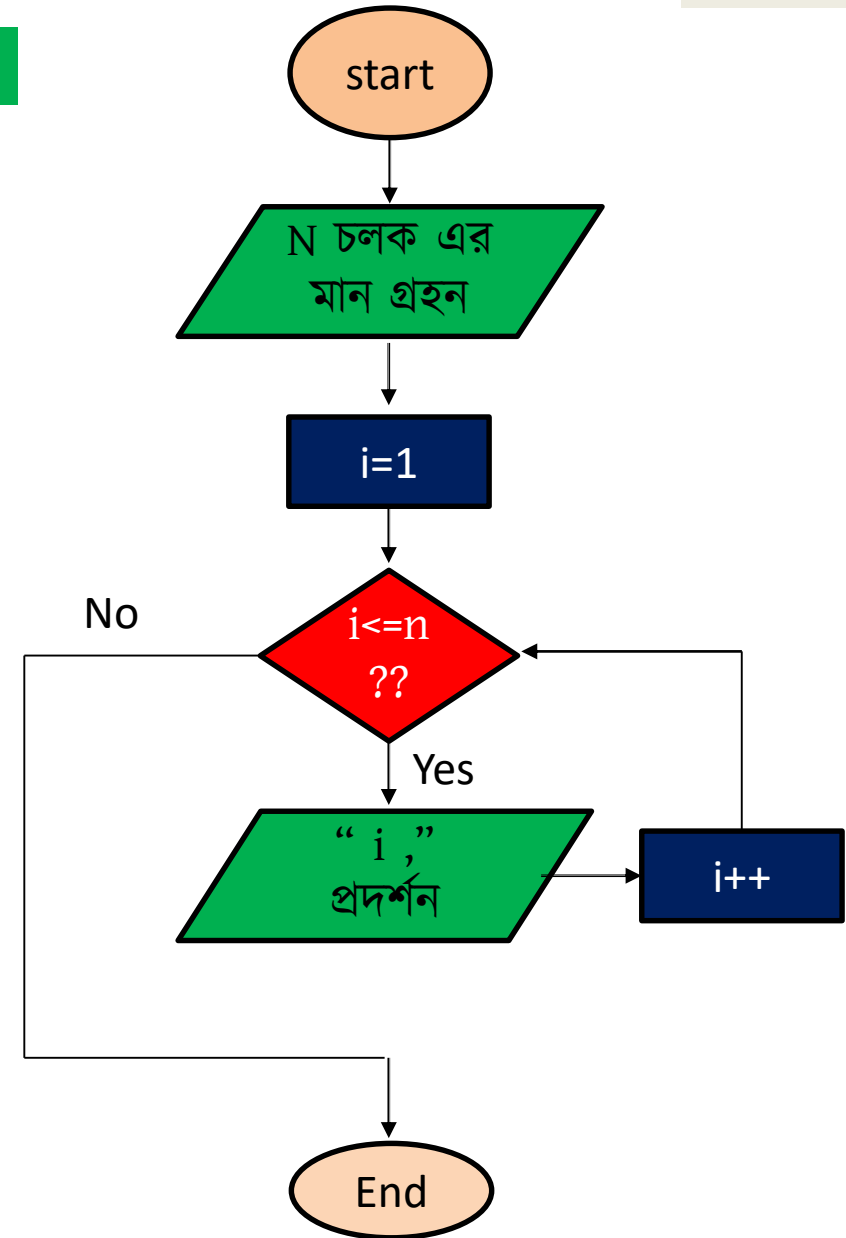 start
N চলক এর
মান গ্রহন
i=1
No
i<=n
??
Yes
“ i ,”
প্রদর্শন
i++
End